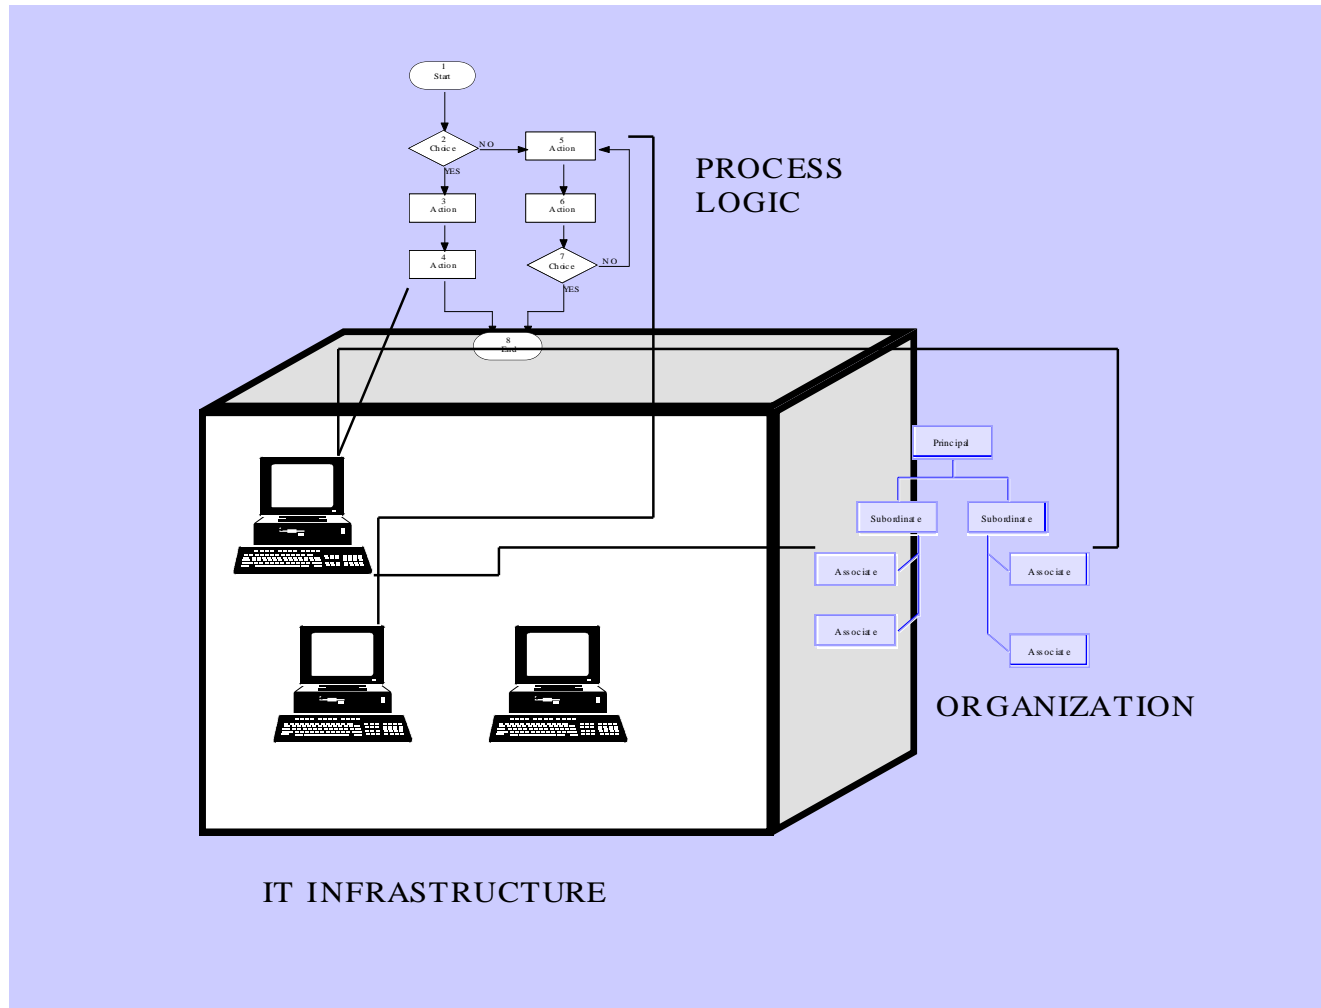 1
Start
2
Choice
NO
YES
3
Action
4
Action
5
Action
6
Action
7
Choice
NO
YES
8
End
PROCESS
LOGIC
Principal
Subordinate
Subordinate
Associate
Associate
Associate
Associate
ORGANIZATION
IT INFRASTRUCTURE